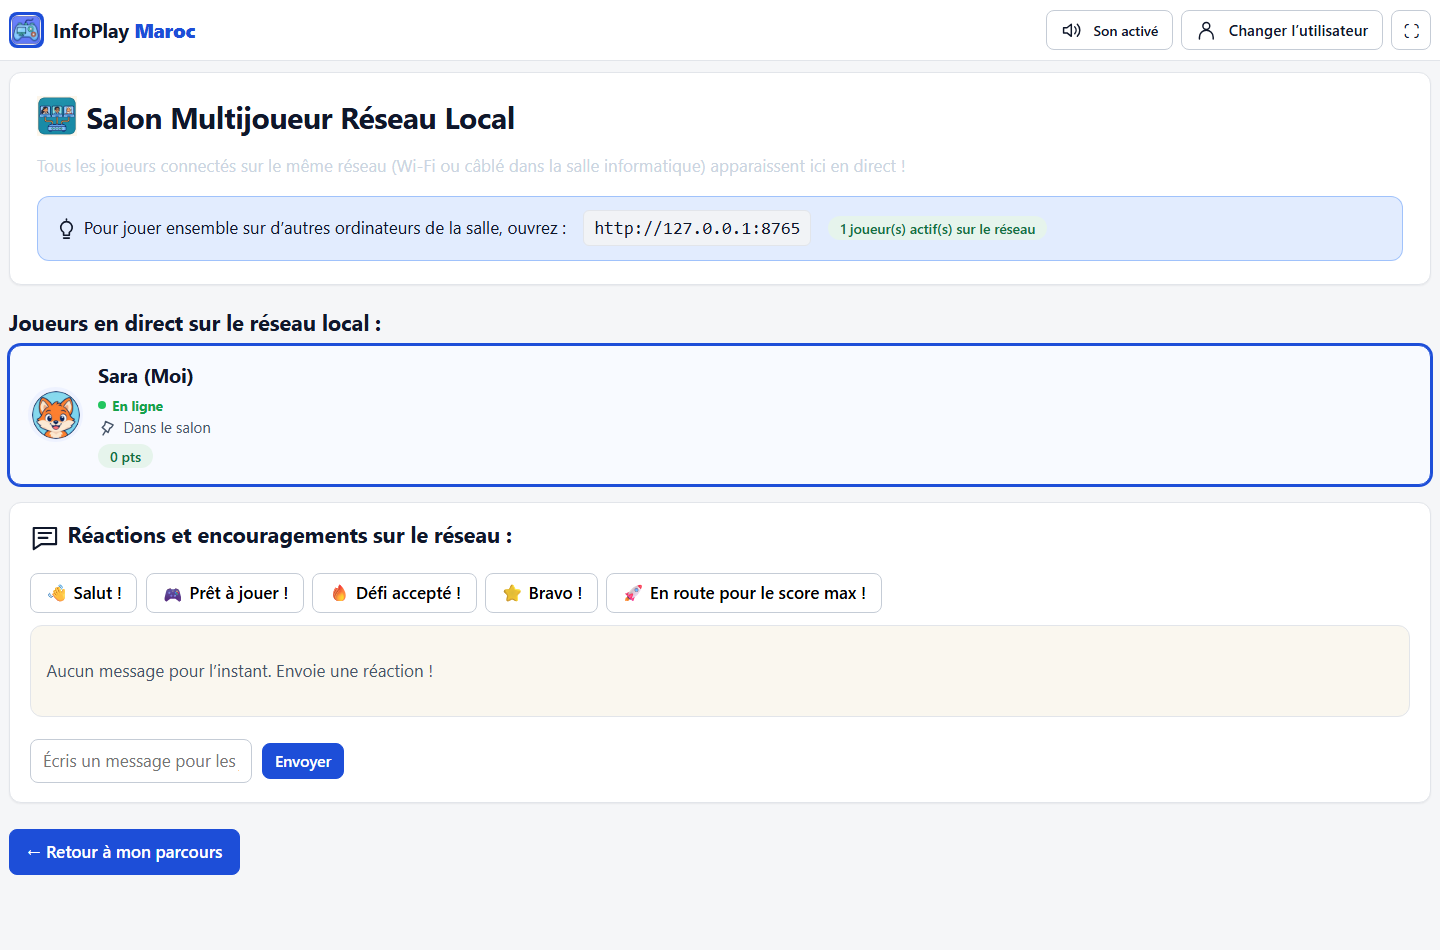 InfoPlay Maroc
Son activé
Changer l’utilisateur
Salon Multijoueur Réseau Local
Tous les joueurs connectés sur le même réseau (Wi-Fi ou câblé dans la salle informatique) apparaissent ici en direct !
Pour jouer ensemble sur d’autres ordinateurs de la salle, ouvrez : http://127.0.0.1:8765 1 joueur(s) actif(s) sur le réseau
Joueurs en direct sur le réseau local :
Sara (Moi)
En ligne
Dans le salon
0 pts
Réactions et encouragements sur le réseau :
Salut !
Prêt à jouer !
Défi accepté !
Bravo !
En route pour le score max !
Aucun message pour l’instant. Envoie une réaction !
Écris un message pour les
Envoyer
← Retour à mon parcours